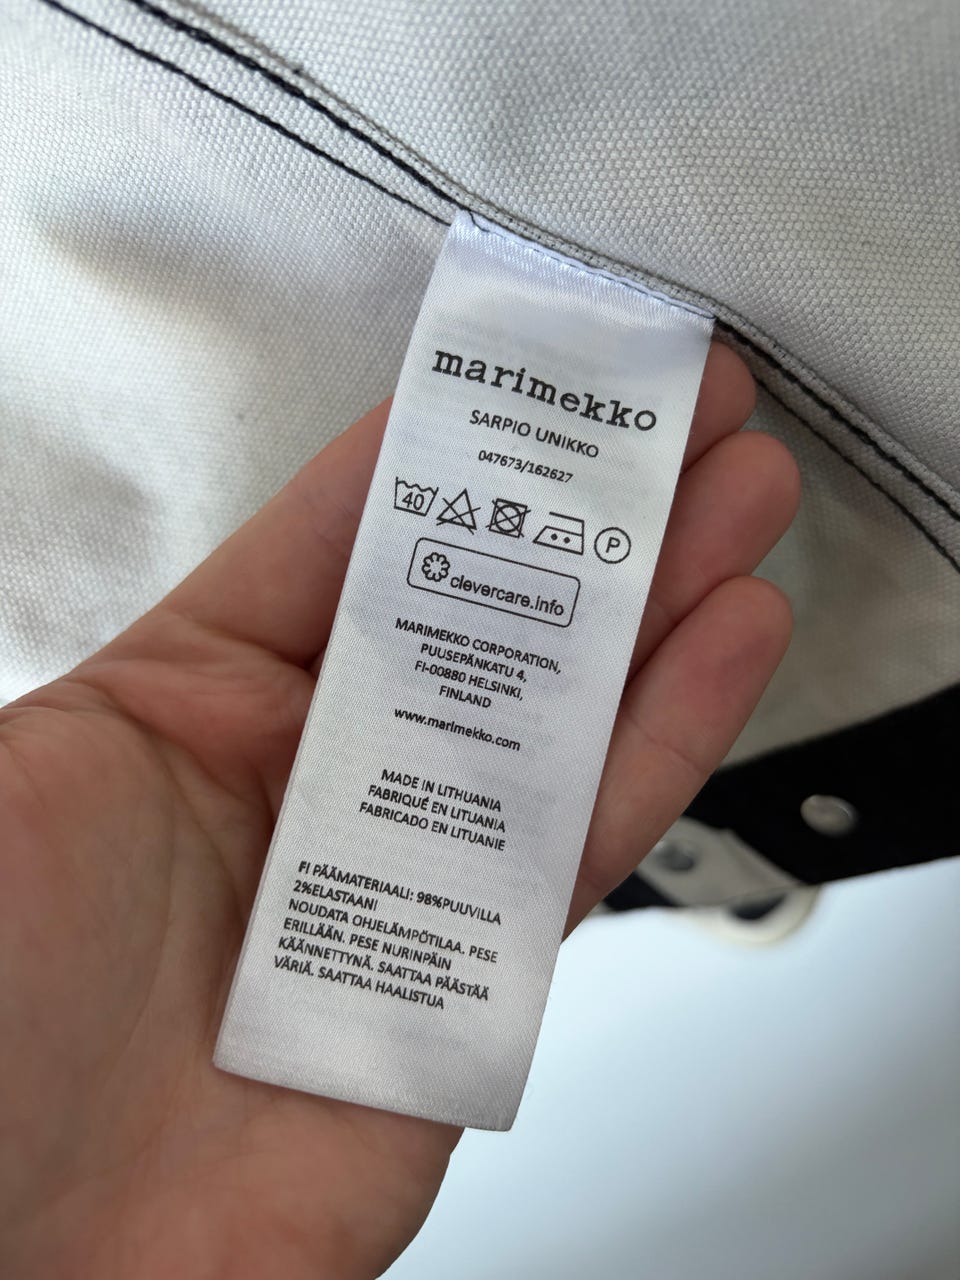 marimekko
SARPIO UNIKKO
047673/162627
40
P
clevercare.info
MARIMEKKO CORPORATION,
PUUSEPÄNKATU 4,
FI-00880 HELSINKI,
FINLAND
www.marimekko.com
MADE IN LITHUANIA
FABRIQUÉ EN LITUANIA
FABRICADO EN LITUANIE
FI PÄÄMATERIAALI: 98%PUUVILLA
2%ELASTAANI
NOUDATA OHJELÄMPÖTILAA. PESE
ERILLÄÄN. PESE NURINPÄIN
KÄÄNNETTYNÄ. SAATTAA PÄÄSTÄÄ
VÄRIÄ. SAATTAA HAALISTUA